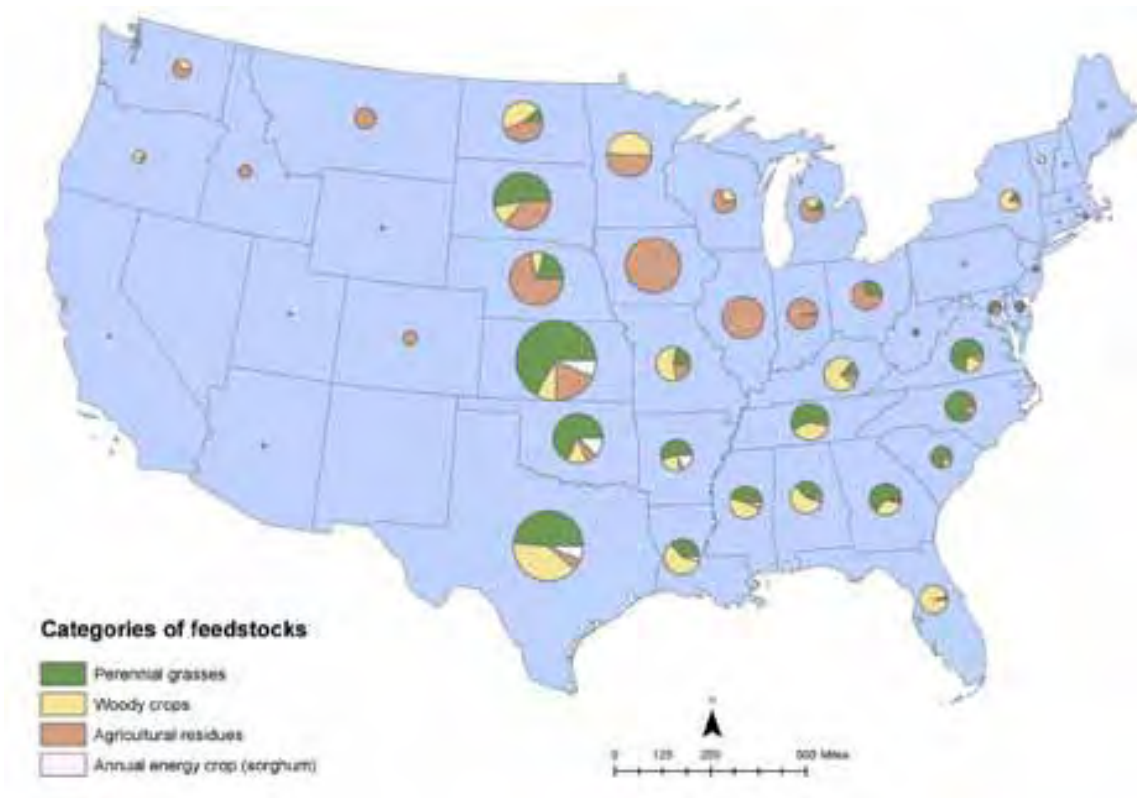 Categories of feedstocks
Perennial grasses
Woody crops
Agricultural residues
Annual energy crop (sorghum)
0 125 250 500 Miles